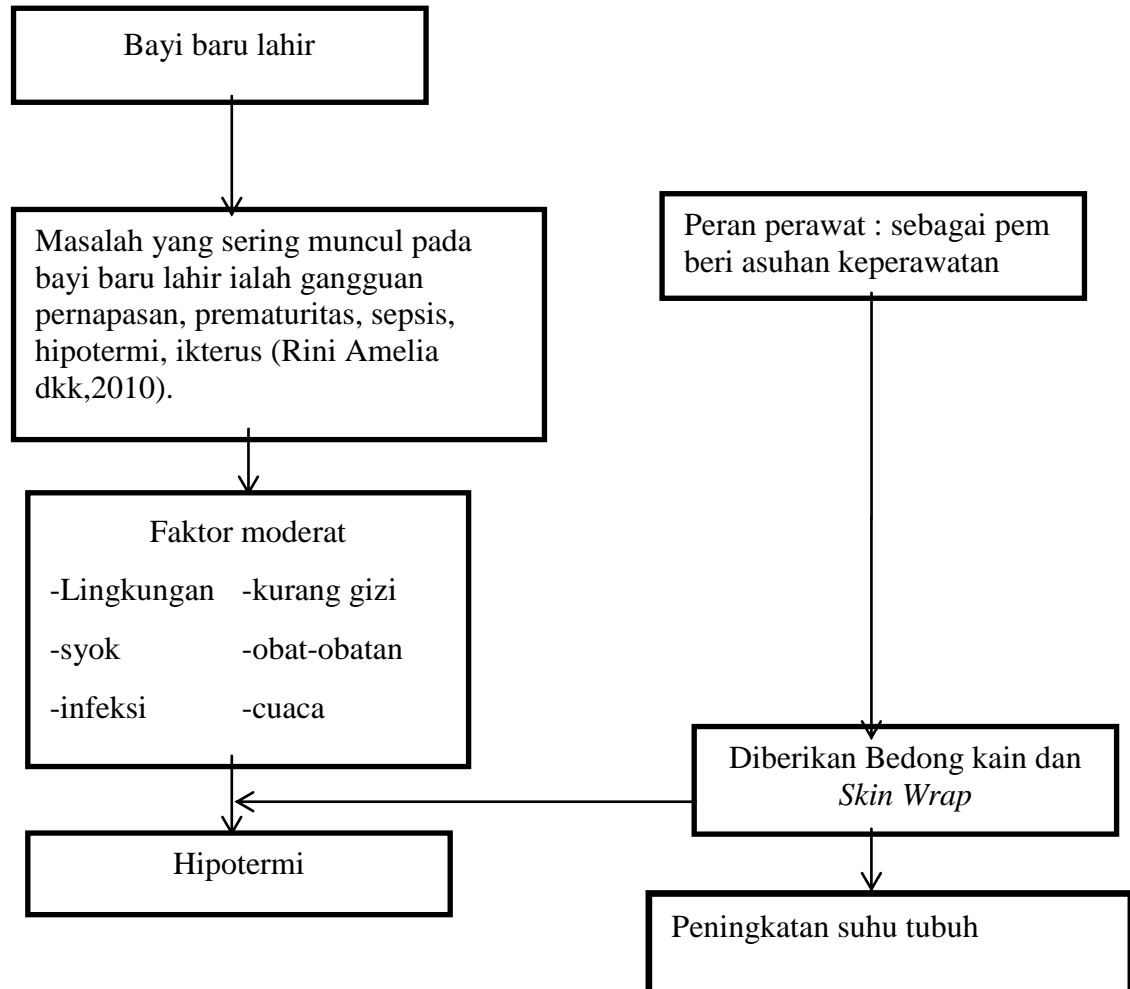 Bayi baru lahir
Masalah yang sering muncul pada
bayi baru lahir ialah gangguan
pernapasan, prematuritas, sepsis,
hipotermi, ikterus (Rini Amelia
dkk,2010).
Peran perawat : sebagai pem
beri asuhan keperawatan
Faktor moderat
-Lingkungan -kurang gizi
-syok -obat-obatan
-infeksi -cuaca
Diberikan Bedong kain dan
Skin Wrap
Hipotermi
Peningkatan suhu tubuh